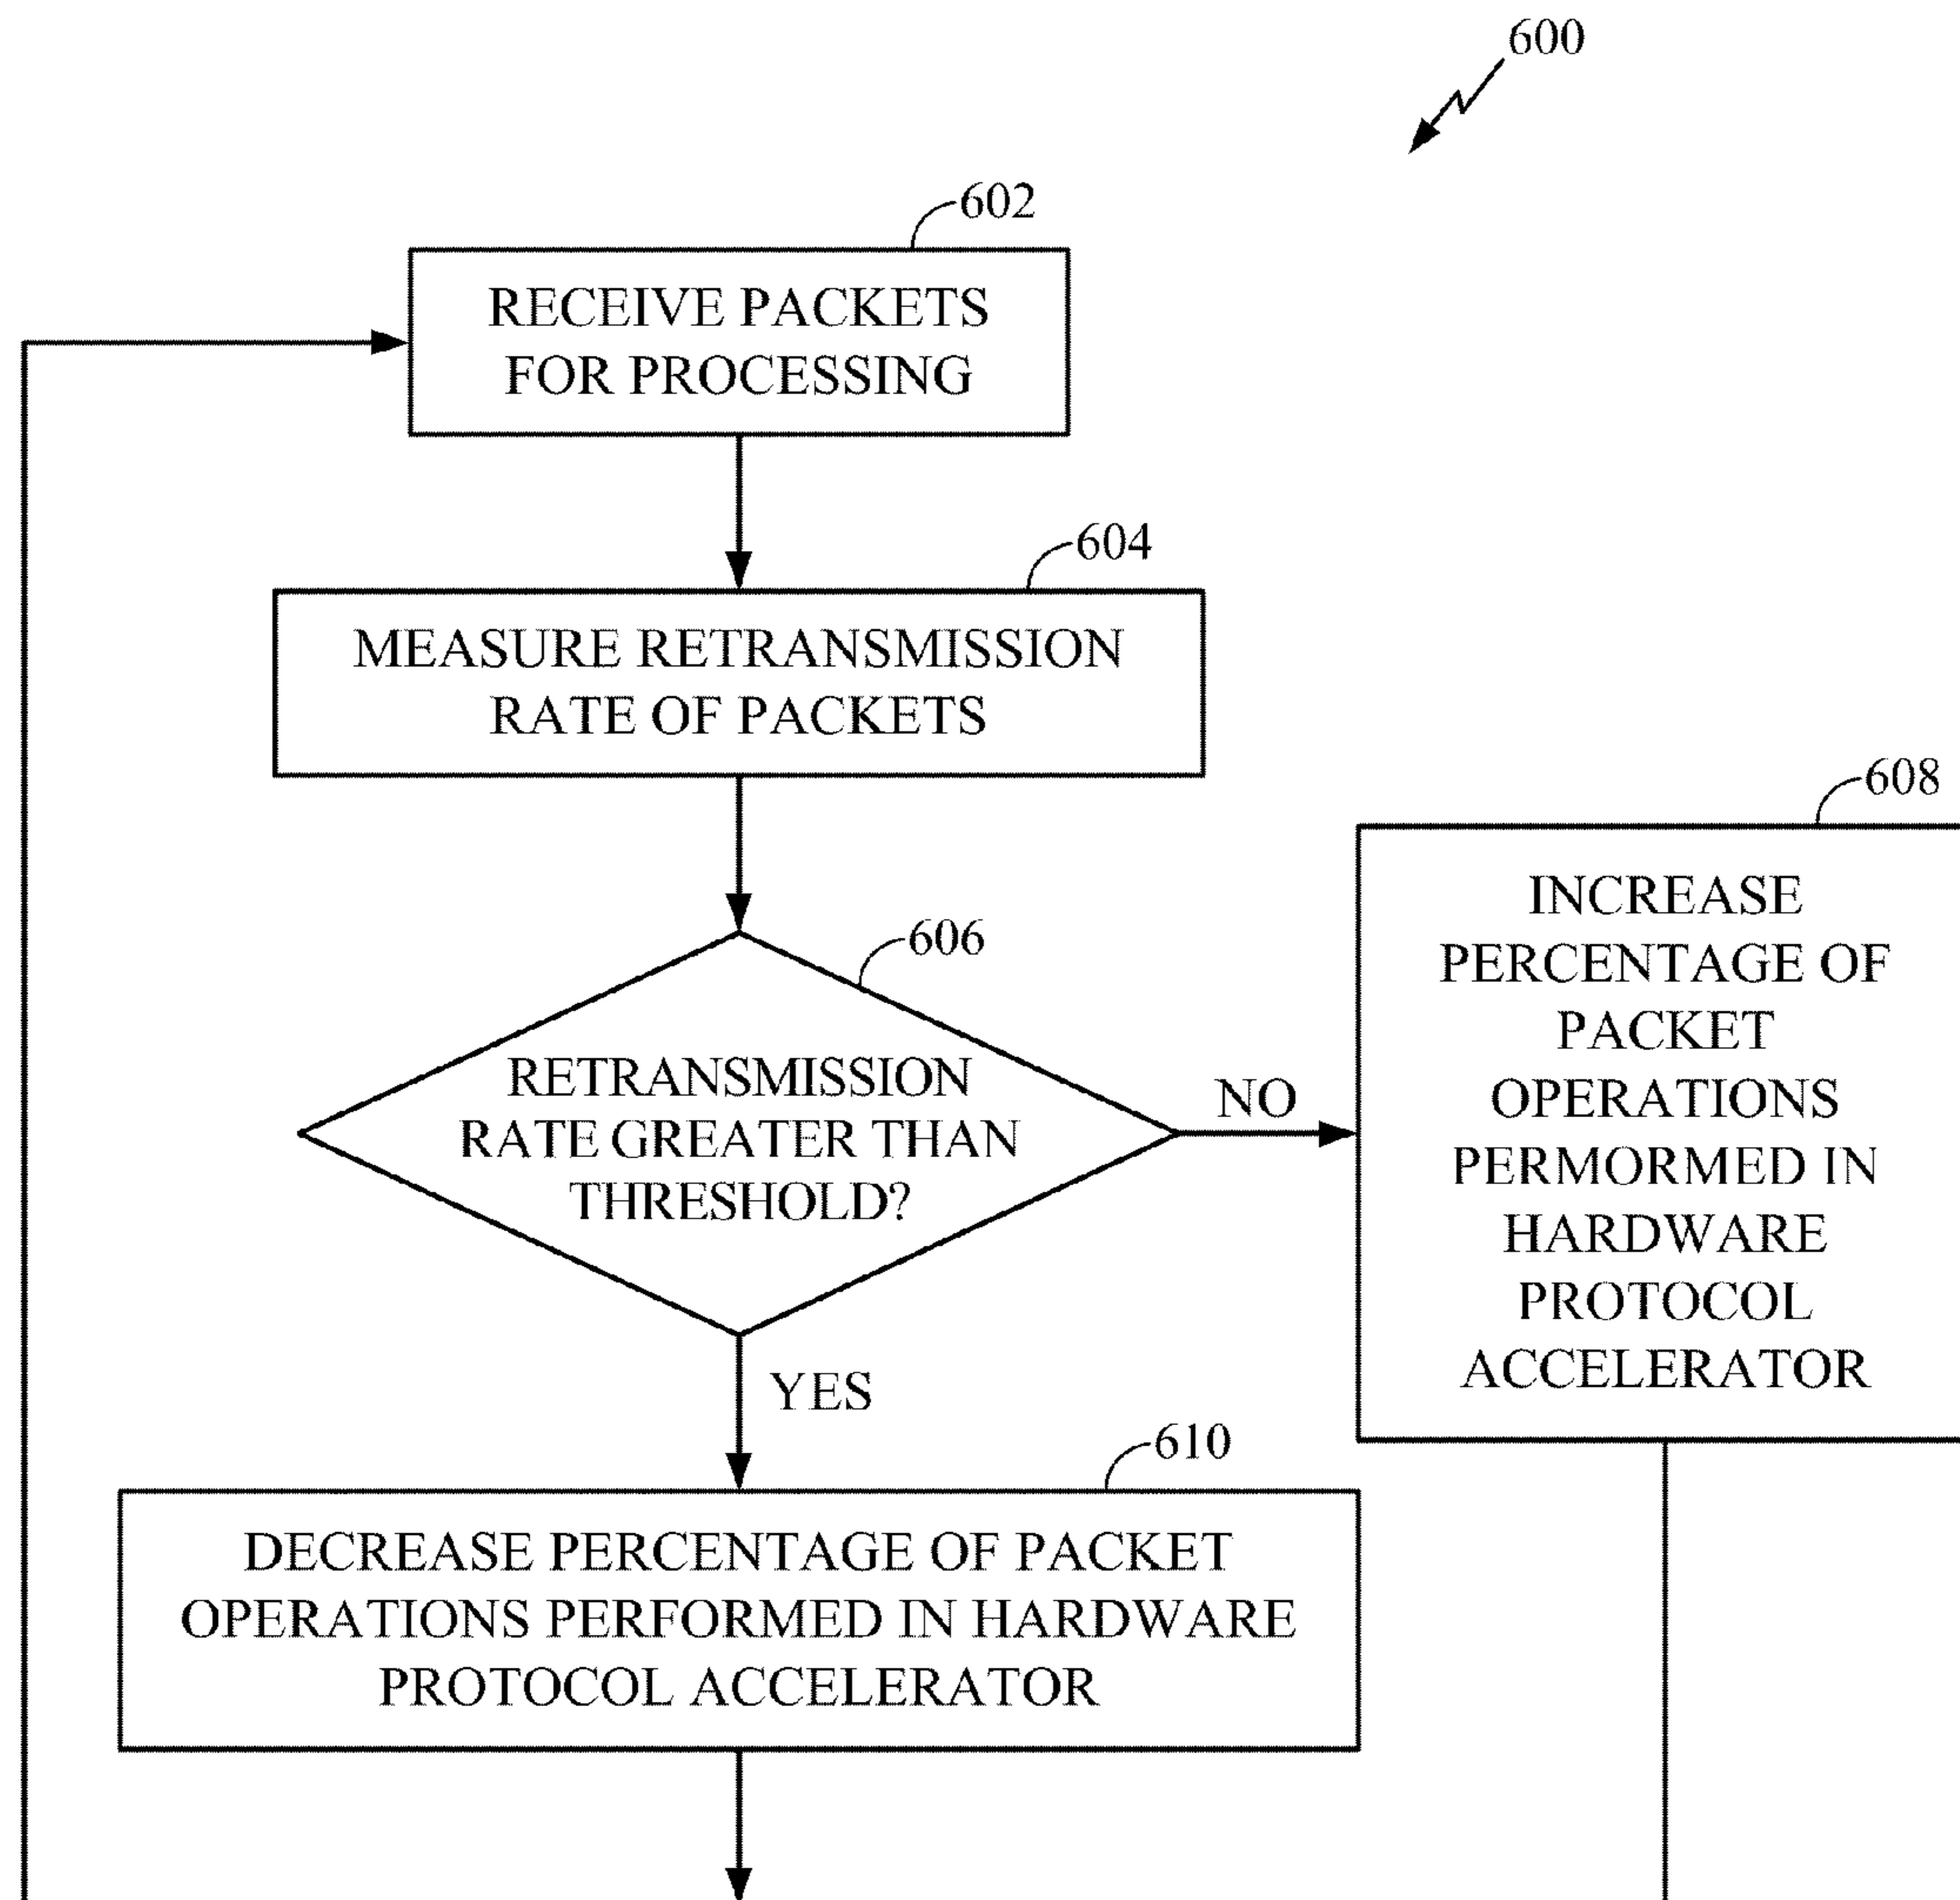 600
602
RECEIVE PACKETS
FOR PROCESSING
604
MEASURE RETRANSMISSION
RATE OF PACKETS
606
RETRANSMISSION
RATE GREATER THAN
THRESHOLD?
NO
608
INCREASE
PERCENTAGE OF
PACKET
OPERATIONS
PERMORMED IN
HARDWARE
PROTOCOL
ACCELERATOR
YES
610
DECREASE PERCENTAGE OF PACKET
OPERATIONS PERFORMED IN HARDWARE
PROTOCOL ACCELERATOR